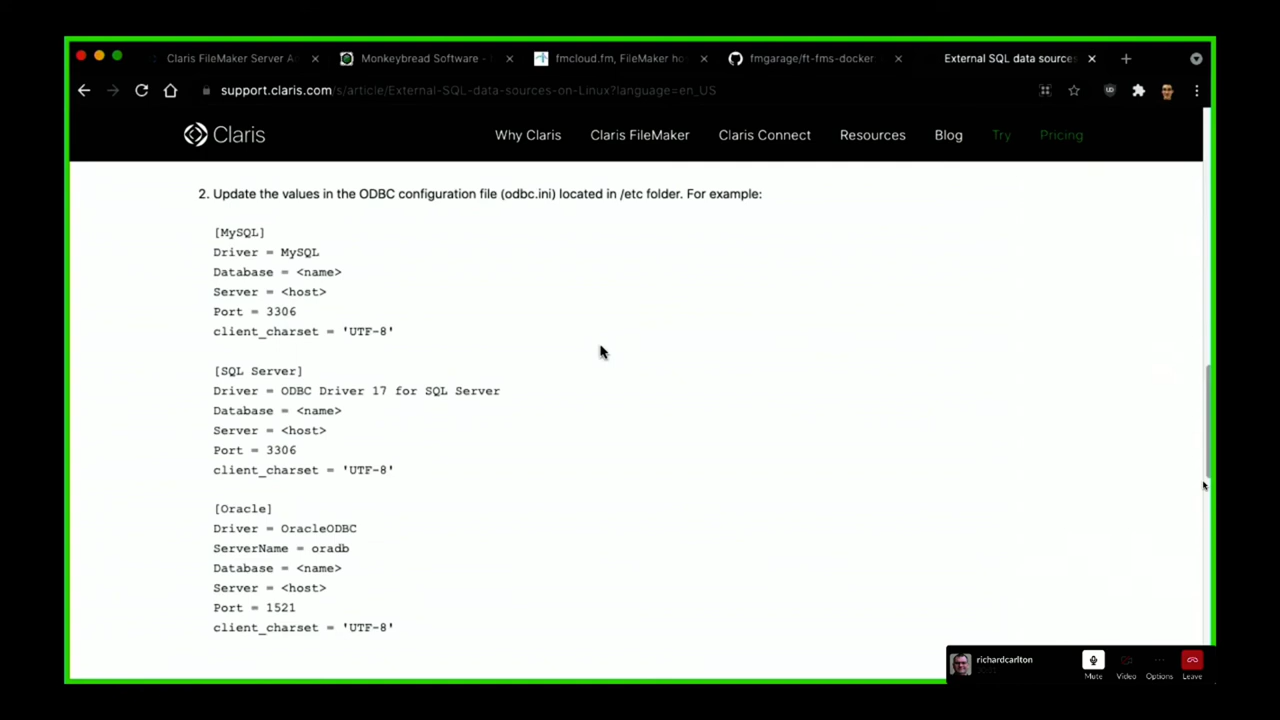 Claris FileMaker Server A
Monkeybread Software -
fmcloud.fm, FileMaker ho
fmgarage/ft-fms-docker
External SQL data sources
support.claris.com/s/article/External-SQL-data-sources-on-Linux?language=en_US
UD
Claris
Why Claris
Claris FileMaker
Claris Connect
Resources
Blog
Try
Pricing
2. Update the values in the ODBC configuration file (odbc.ini) located in /etc folder. For example:
[MySQL]
Driver = MySQL
Database = <name>
Server = <host>
Port = 3306
client_charset = 'UTF-8'
[SQL Server]
Driver = ODBC Driver 17 for SQL Server
Database = <name>
Server = <host>
Port = 3306
client_charset = 'UTF-8'
[Oracle]
Driver = OracleODBC
ServerName = oradb
Database = <name>
Server = <host>
Port = 1521
client_charset = 'UTF-8'
richardcarlton
Mute
Video
Options
Leave